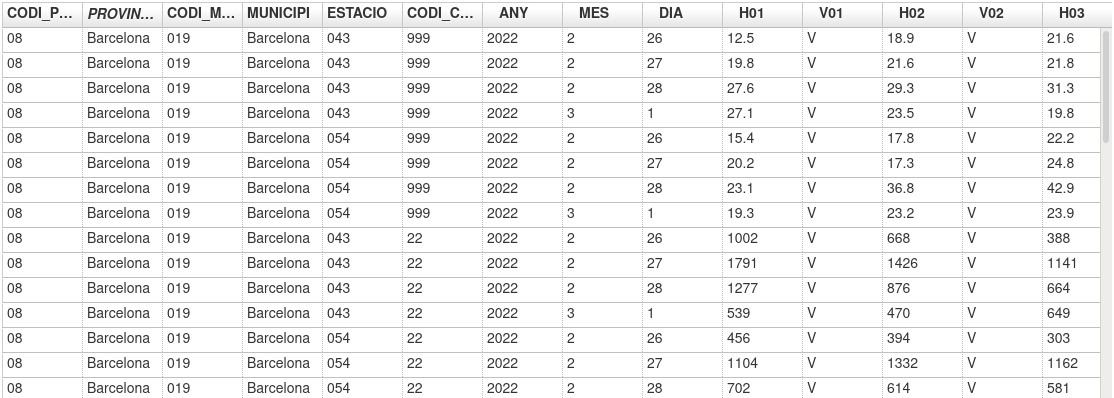 CODI_P... PROVIN... CODI_M... MUNICIPI ESTACIO CODI_C... ANY MES DIA H01 V01 H02 V02 H03
08 Barcelona 019 Barcelona 043 999 2022 2 26 12.5 V 18.9 V 21.6
08 Barcelona 019 Barcelona 043 999 2022 2 27 19.8 V 21.6 V 21.8
08 Barcelona 019 Barcelona 043 999 2022 2 28 27.6 V 29.3 V 31.3
08 Barcelona 019 Barcelona 043 999 2022 3 1 27.1 V 23.5 V 19.8
08 Barcelona 019 Barcelona 054 999 2022 2 26 15.4 V 17.8 V 22.2
08 Barcelona 019 Barcelona 054 999 2022 2 27 20.2 V 17.3 V 24.8
08 Barcelona 019 Barcelona 054 999 2022 2 28 23.1 V 36.8 V 42.9
08 Barcelona 019 Barcelona 054 999 2022 3 1 19.3 V 23.2 V 23.9
08 Barcelona 019 Barcelona 043 22 2022 2 26 1002 V 668 V 388
08 Barcelona 019 Barcelona 043 22 2022 2 27 1791 V 1426 V 1141
08 Barcelona 019 Barcelona 043 22 2022 2 28 1277 V 876 V 664
08 Barcelona 019 Barcelona 043 22 2022 3 1 539 V 470 V 649
08 Barcelona 019 Barcelona 054 22 2022 2 26 456 V 394 V 303
08 Barcelona 019 Barcelona 054 22 2022 2 27 1104 V 1332 V 1162
08 Barcelona 019 Barcelona 054 22 2022 2 28 702 V 614 V 581